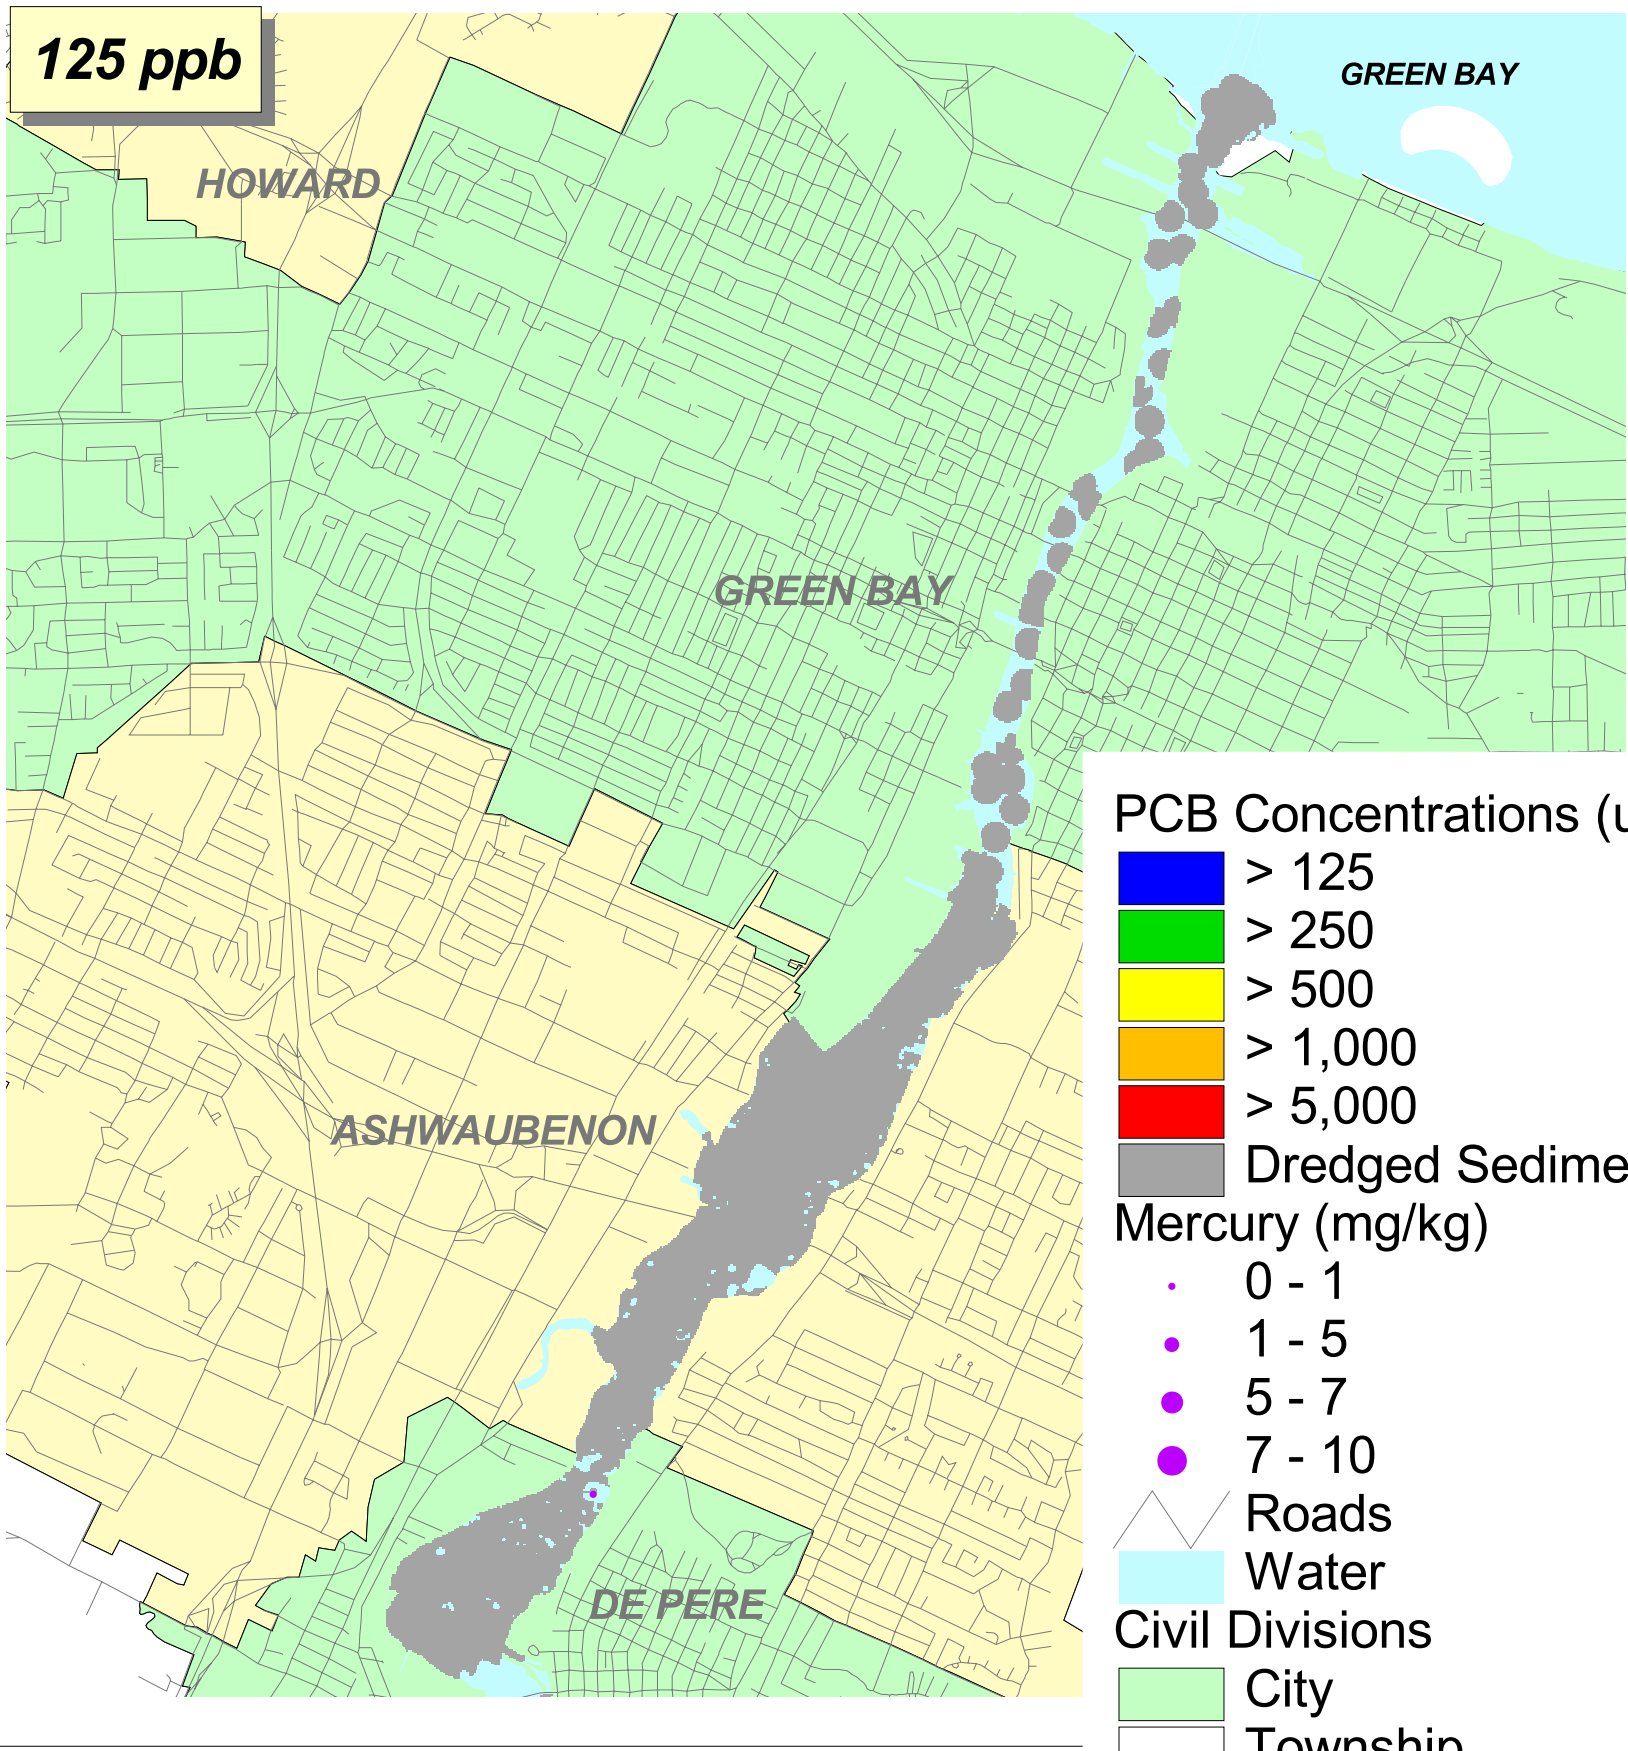 125 ppb
GREEN BAY
HOWARD
GREEN BAY
ASHWAUBENON
DE PERE
PCB Concentrations (u
> 125
> 250
> 500
> 1,000
> 5,000
Dredged Sedime
Mercury (mg/kg)
0 - 1
1 - 5
5 - 7
7 - 10
Roads
Water
Civil Divisions
City
Township